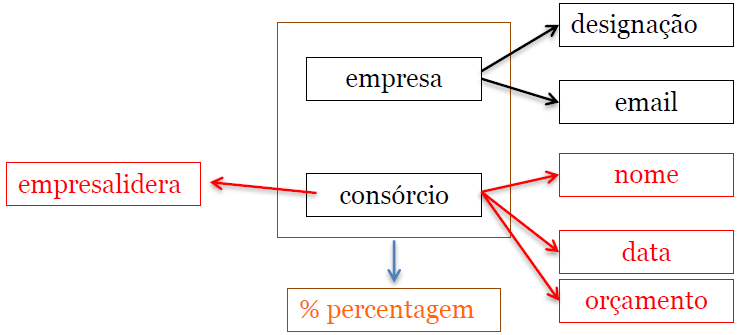 designação
empresa
email
empresalidera
consórcio
nome
data
orçamento
% percentagem